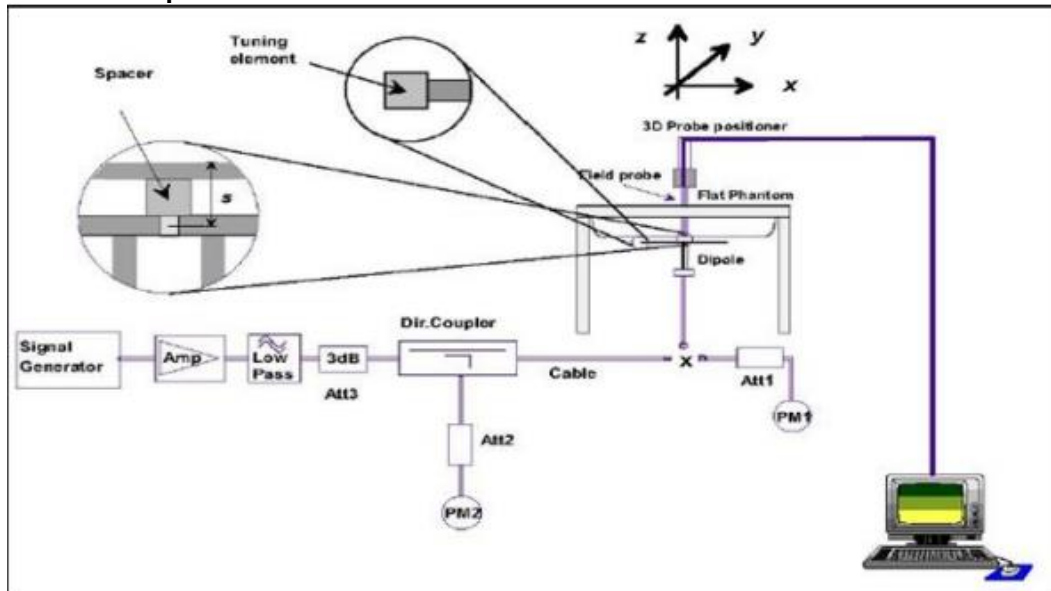 Tuning
element
Spacer
s
z
y
x
3D Probe positioner
Field probe
Flat Phantom
Dipole
Signal
Generator
Amp
Low
Pass
3dB
Att3
Dir.Coupler
Cable
X
Att1
PM1
Att2
PM2